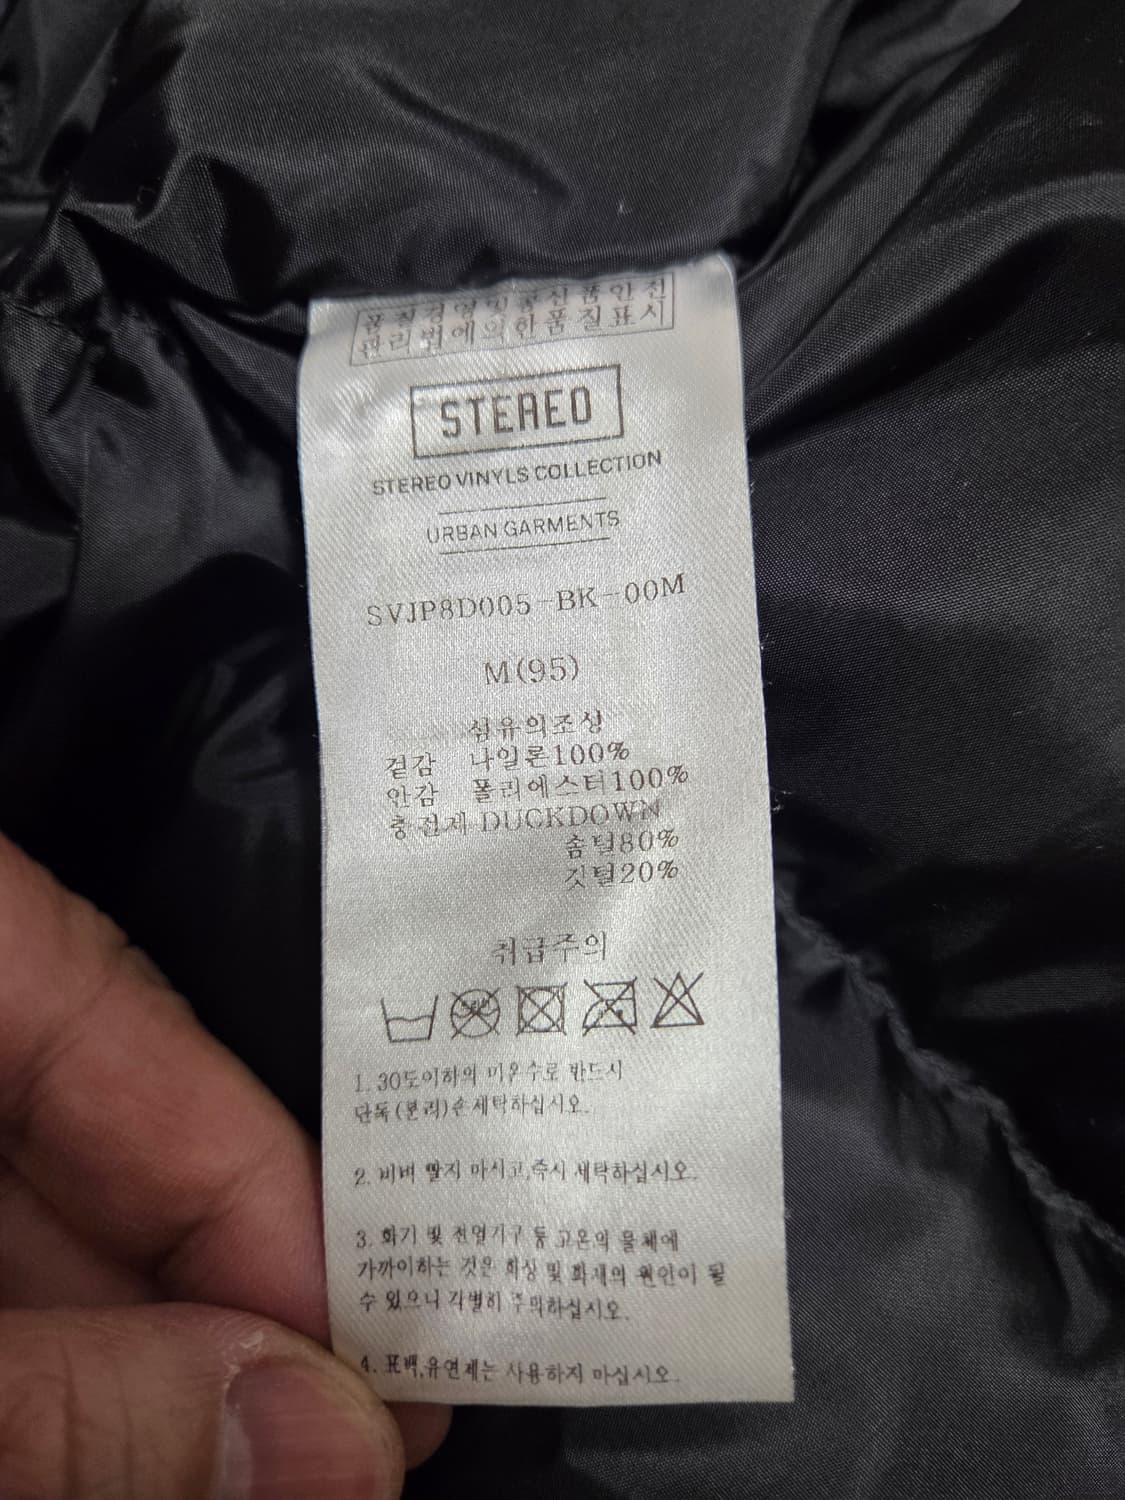 품질경영및공산품안전
관리법에의한품질표시
STEREO
STEREO VINYLS COLLECTION
URBAN GARMENTS
SVJP8D005-BK-00M
M(95)
섬유의조성
겉감 나일론100%
안감 폴리에스터100%
충전재 DUCKDOWN
솜털80%
깃털20%
취급주의
1. 30도이하의 미온수로 반드시
단독(분리)손세탁하십시오.
2. 비벼 빨지 마시고,즉시 세탁하십시오.
3. 화기 및 전열기구 등 고온의 물체에
가까이하는 것은 화상 및 화재의 원인이 될
수 있으니 각별히 주의하십시오.
4. 표백,유연제는 사용하지 마십시오.